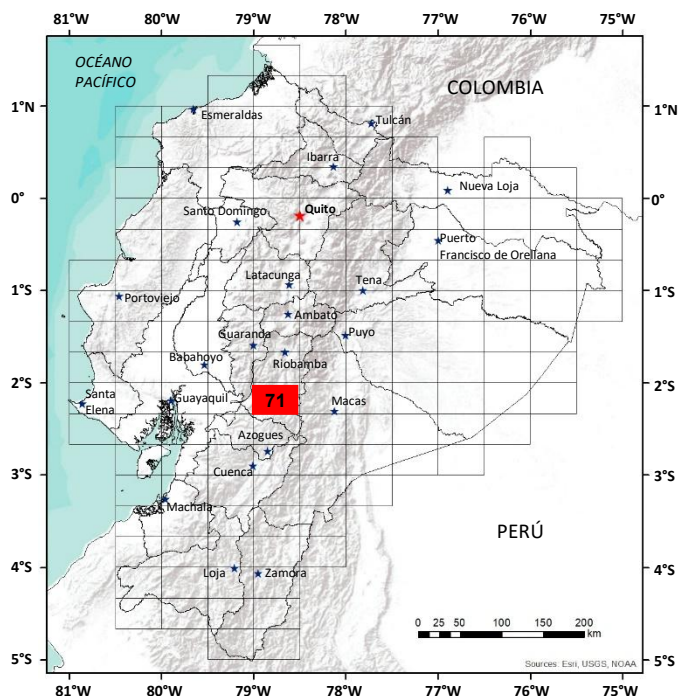 81°W 80°W 79°W 78°W 77°W 76°W 75°W
OCÉANO
PACÍFICO
COLOMBIA
1°N 1°N
Esmeraldas
Tulcán
Ibarra
Nueva Loja
0° 0°
Santo Domingo
Quito
Puerto
Francisco de Orellana
Latacunga
Tena
1°S 1°S
Portoviejo
Ambato
Guaranda
Puyo
Babahoyo
Riobamba
2°S 2°S
Santa
Elena
Guayaquil
71
Macas
Azogues
Cuenca
3°S 3°S
Machala
PERÚ
4°S 4°S
Loja
Zamora
0 25 50 100 150 200
km
Sources: Esri, USGS, NOAA
5°S 5°S
81°W 80°W 79°W 78°W 77°W 76°W 75°W